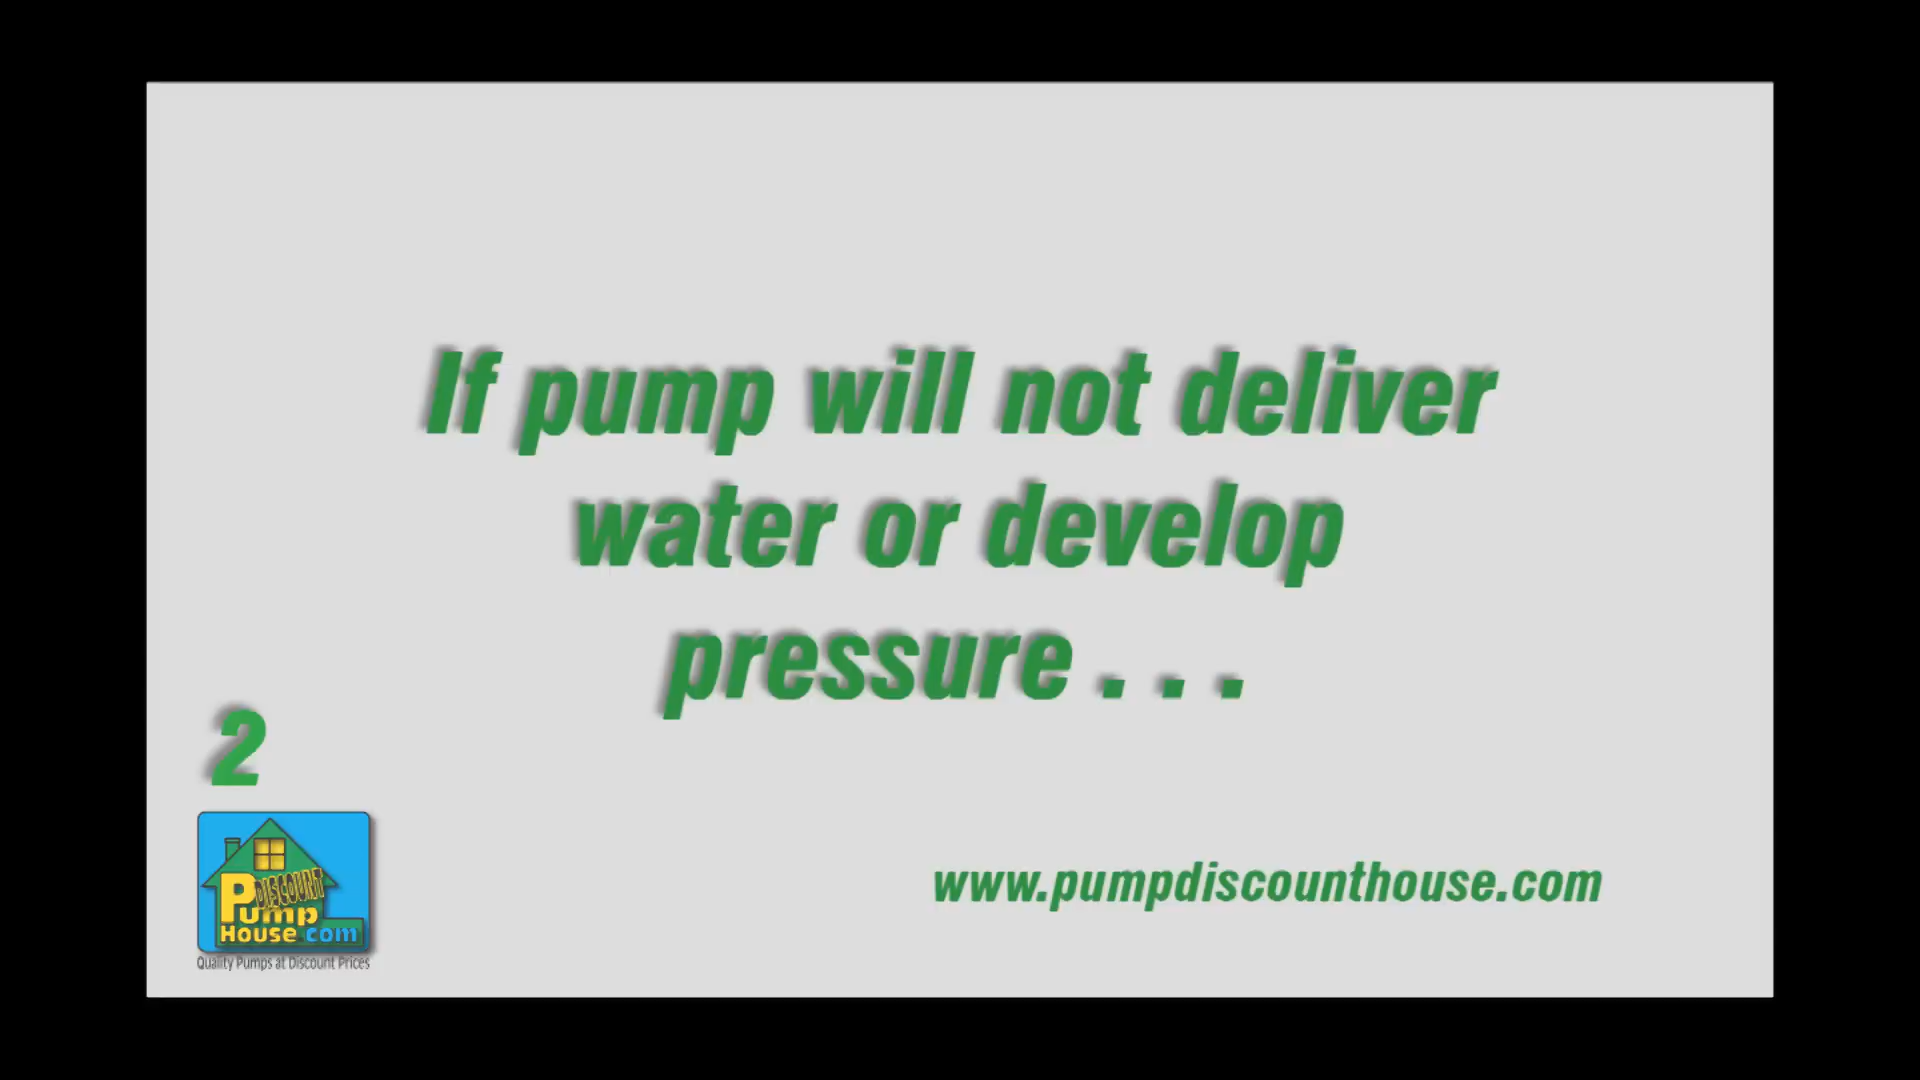 If pump will not deliver
water or develop
pressure . . .
2
DISCOUNT
Pump
House.com
Quality Pumps at Discount Prices
www.pumpdiscounthouse.com